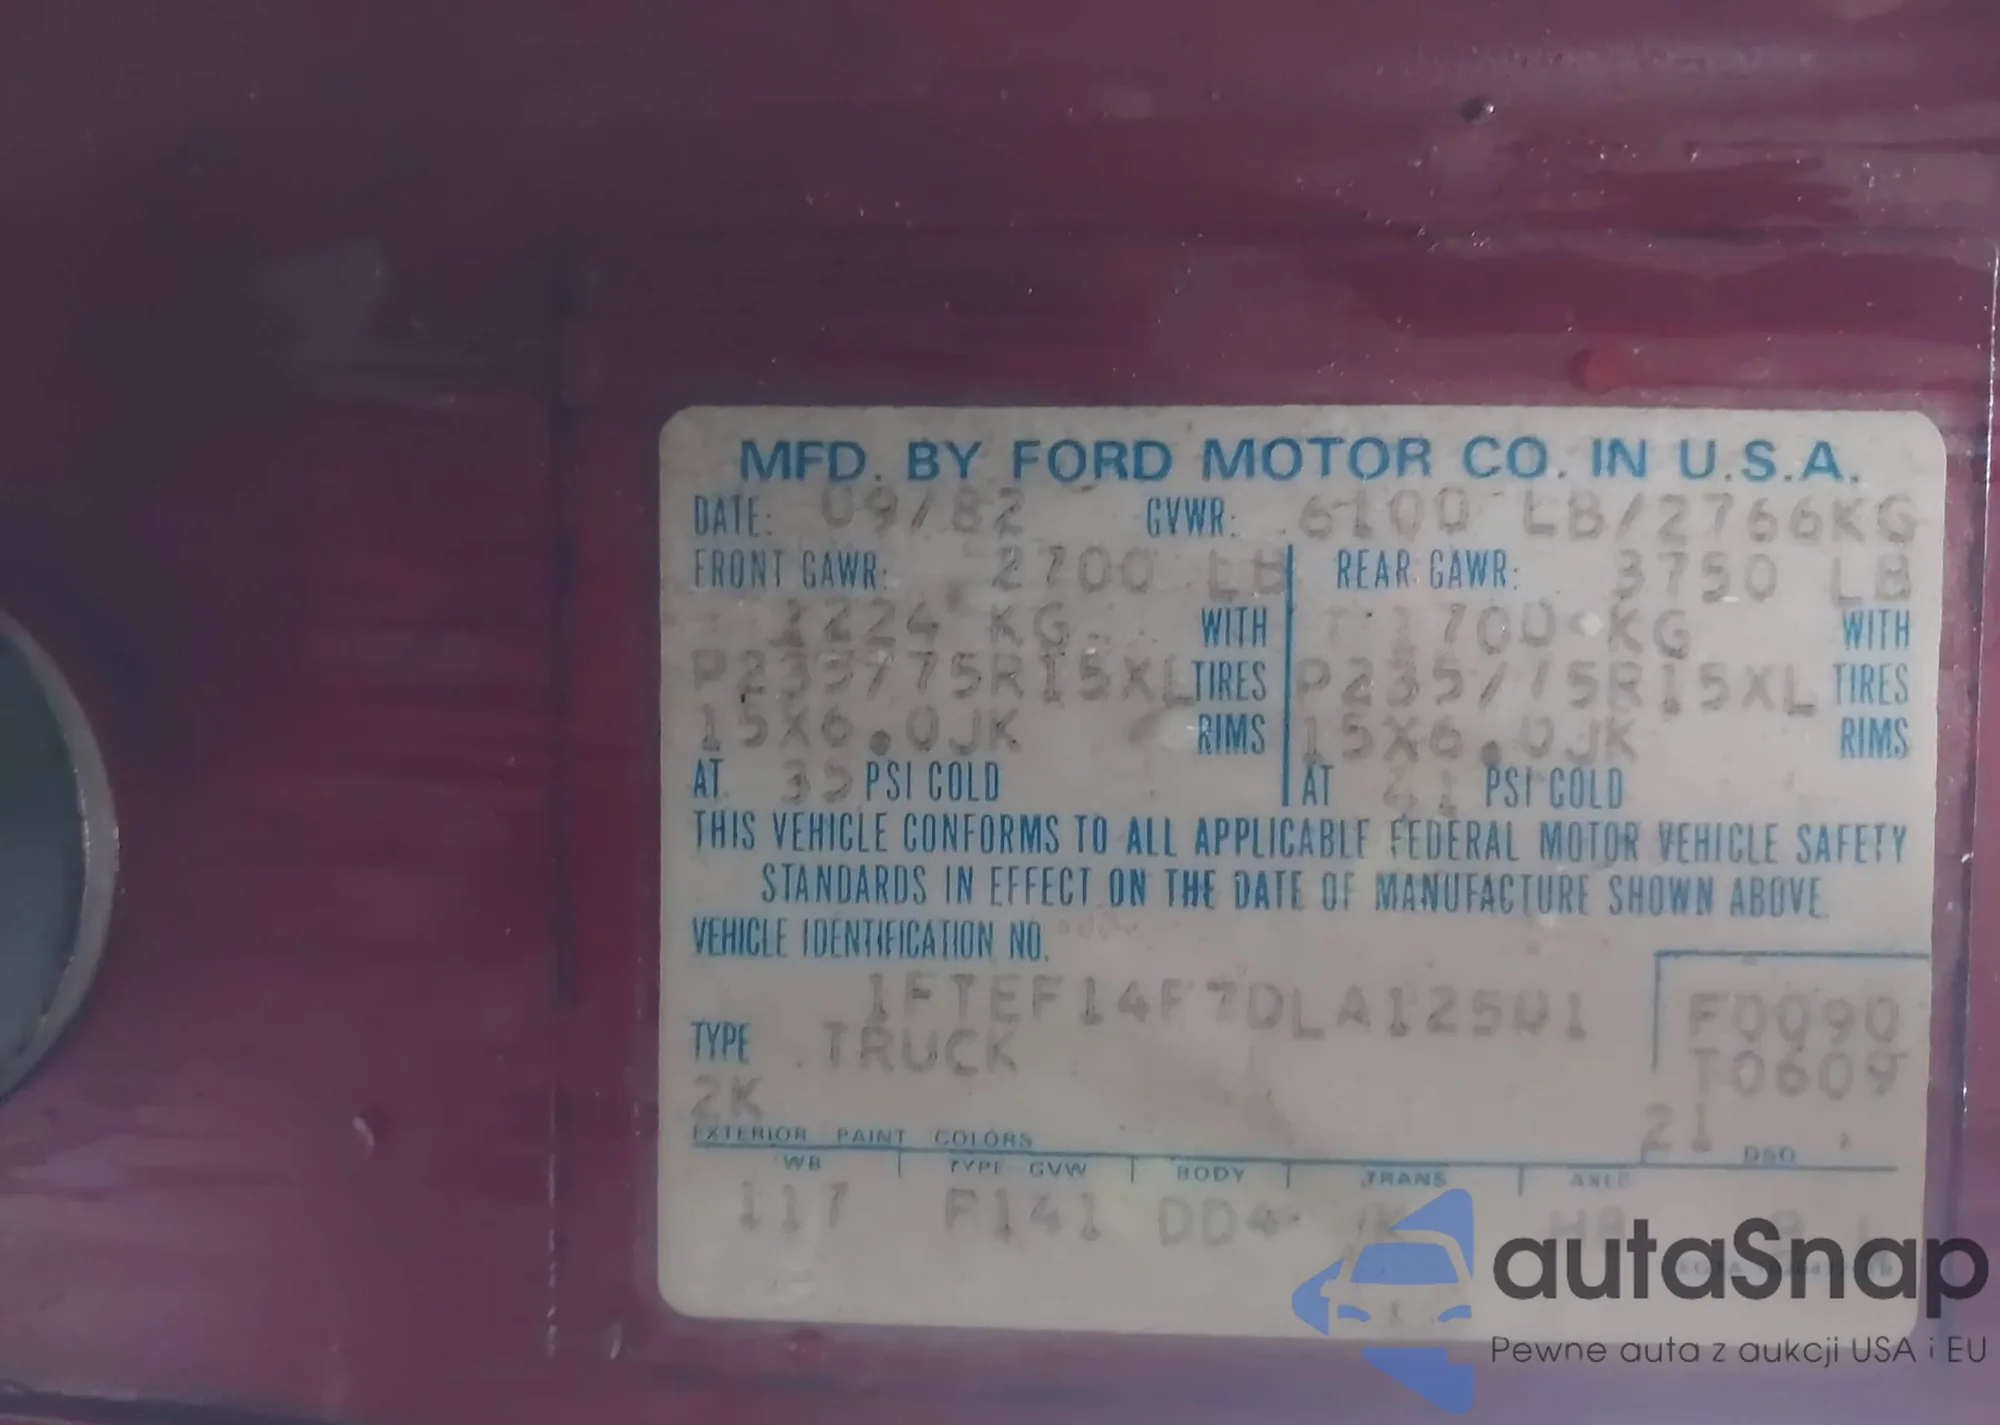 MFD. BY FORD MOTOR CO. IN U.S.A.
DATE: 09/82 GVWR: 6100 LB/2766KG
FRONT GAWR: 2700 LB REAR GAWR: 3750 LB
1224 KG WITH 1700 KG WITH
P235/75R15XL TIRES P235/75R15XL TIRES
15X6.0JK RIMS 15X6.0JK RIMS
AT 35 PSI COLD AT 41 PSI COLD
THIS VEHICLE CONFORMS TO ALL APPLICABLE FEDERAL MOTOR VEHICLE SAFETY
STANDARDS IN EFFECT ON THE DATE OF MANUFACTURE SHOWN ABOVE.
VEHICLE IDENTIFICATION NO.
1FTEF14F7DLA12501
F0090
TYPE TRUCK
T0609
2K
21
EXTERIOR PAINT COLORS DSO
WB TYPE GVW BODY TRANS AXLE
117 F141 DD4
autaSnap
Pewne auta z aukcji USA i EU